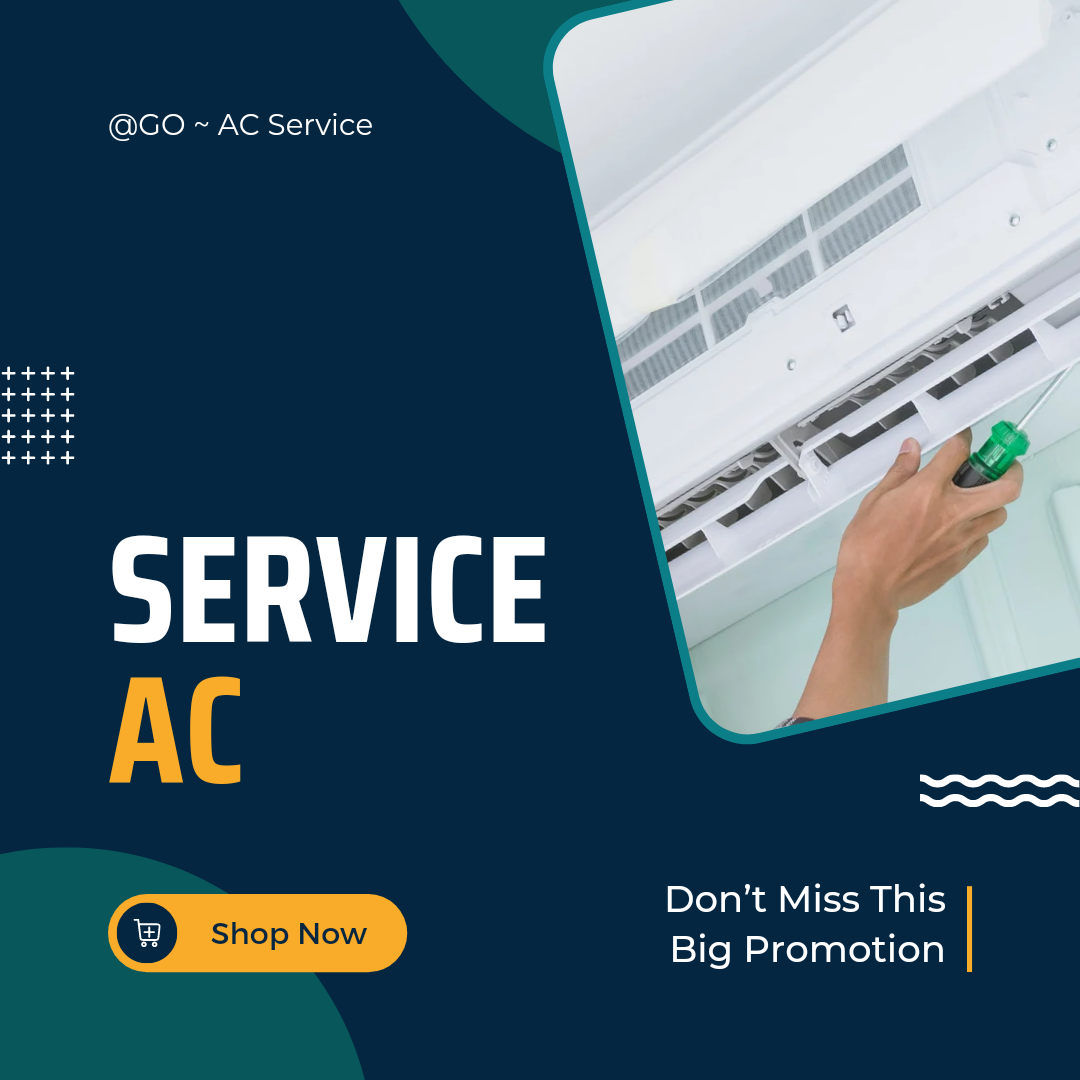 @GO ~ AC Service
SERVICE
AC
Shop Now
Don’t Miss This
Big Promotion